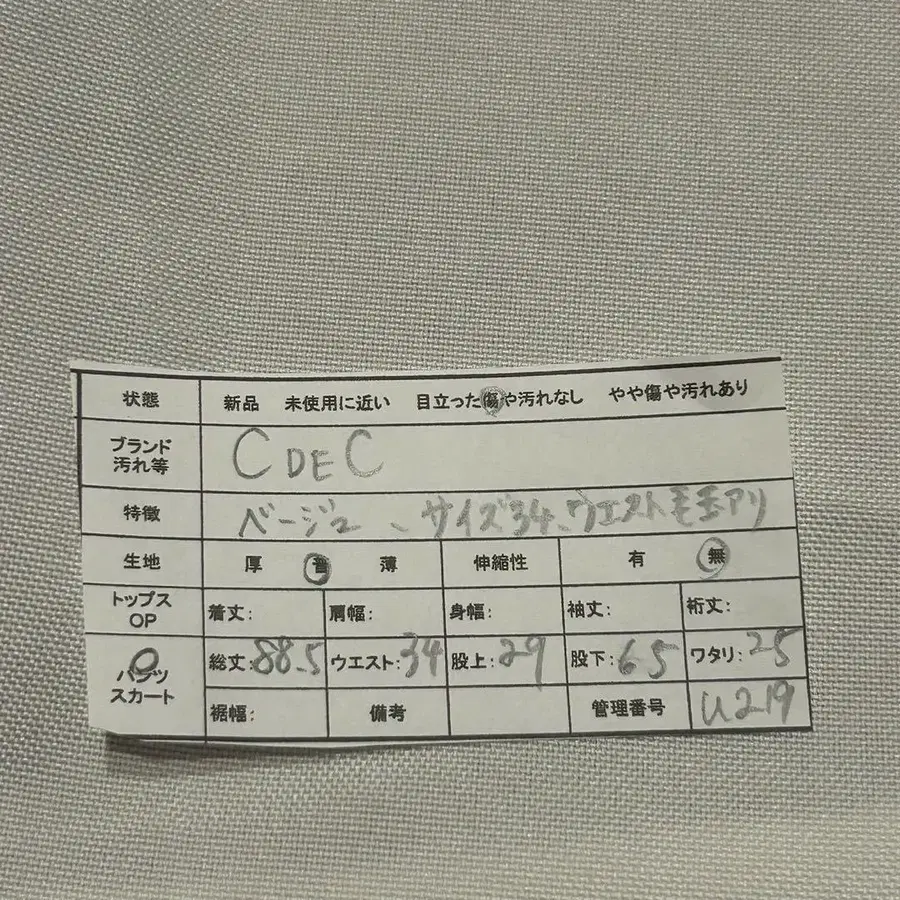 状態 新品 未使用に近い 目立った傷や汚れなし やや傷や汚れあり
ブランド
汚れ等 C DE C
特徴 ベージュ、サイズ34、ウエスト毛玉アリ
生地 厚 普 薄 伸縮性 有 無
トップス
OP 着丈: 肩幅: 身幅: 袖丈: 裄丈:
パンツ
スカート 総丈:88.5 ウエスト:34 股上:29 股下:65 ワタリ:25
裾幅: 備考 管理番号 U219